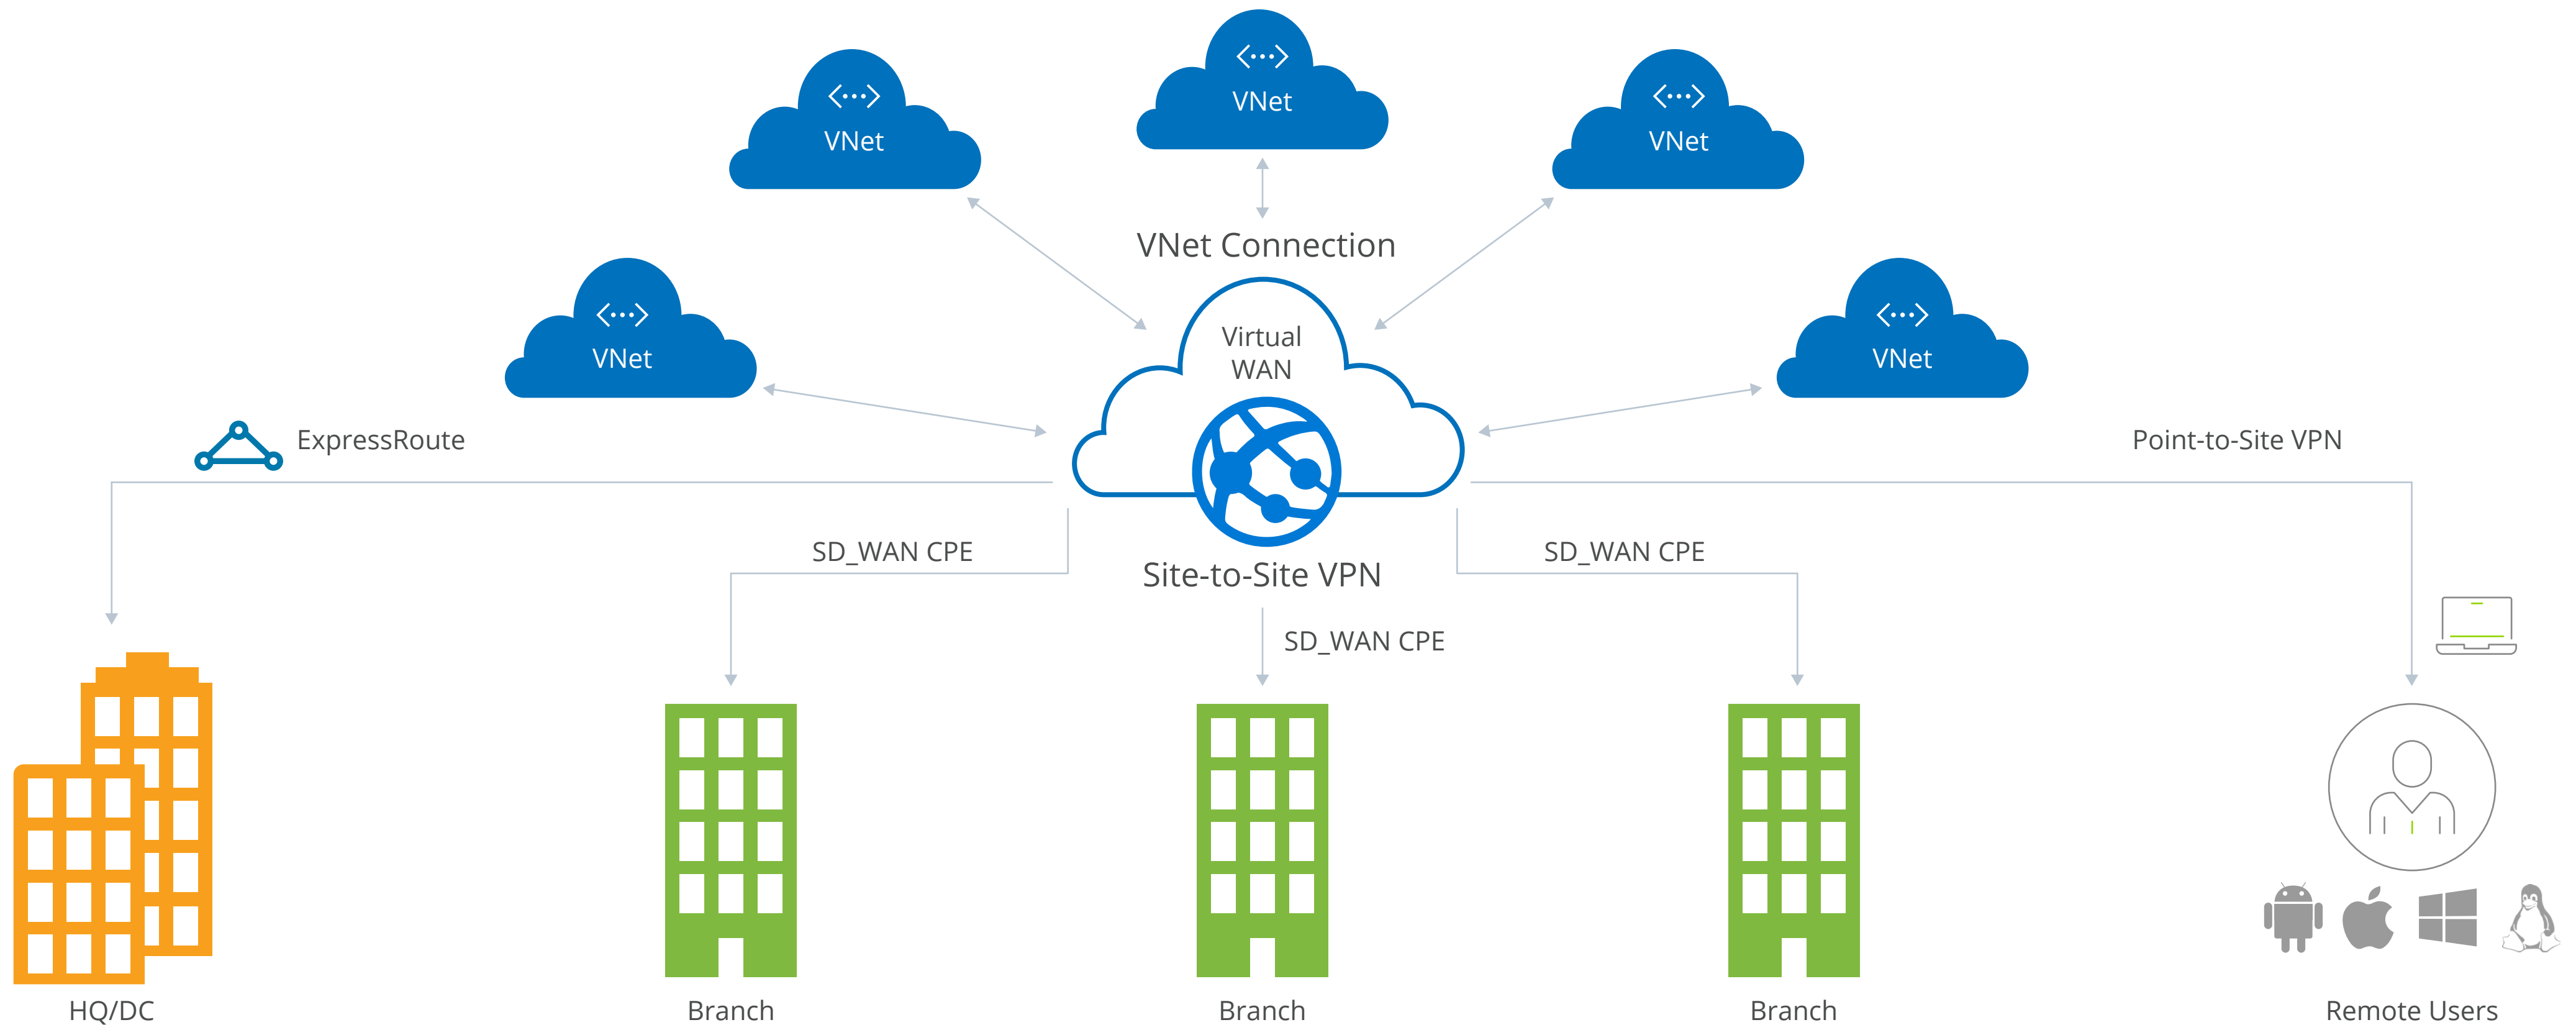 VNet
VNet
VNet
VNet Connection
VNet
VNet
Virtual
WAN
ExpressRoute
Point-to-Site VPN
SD_WAN CPE
Site-to-Site VPN
SD_WAN CPE
SD_WAN CPE
HQ/DC
Branch
Branch
Branch
Remote Users